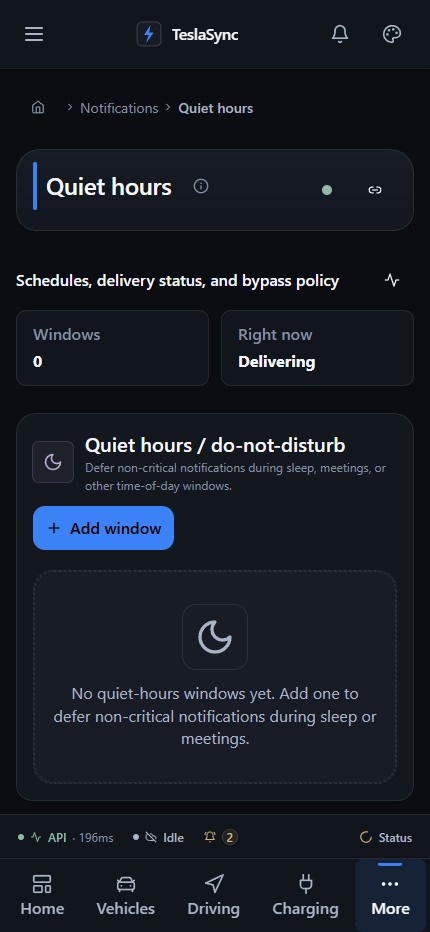 TeslaSync
Notifications > Quiet hours
Quiet hours
Schedules, delivery status, and bypass policy
Windows
0
Right now
Delivering
Quiet hours / do-not-disturb
Defer non-critical notifications during sleep, meetings, or
other time-of-day windows.
+ Add window
No quiet-hours windows yet. Add one to
defer non-critical notifications during sleep or
meetings.
API · 196ms
Idle
2
Status
Home
Vehicles
Driving
Charging
More